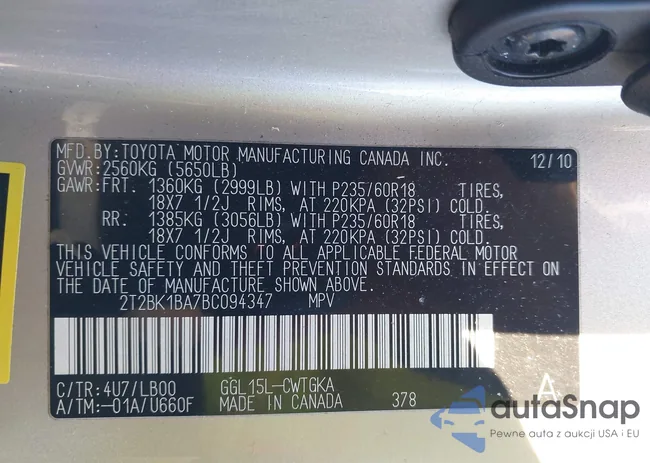 MFD.BY:TOYOTA MOTOR MANUFACTURING CANADA INC. 12/10
GVWR:2560KG (5650LB)
GAWR:FRT. 1360KG (2999LB) WITH P235/60R18 TIRES,
18X7 1/2J RIMS, AT 220KPA (32PSI) COLD.
RR. 1385KG (3056LB) WITH P235/60R18 TIRES,
18X7 1/2J RIMS, AT 220KPA (32PSI) COLD.
THIS VEHICLE CONFORMS TO ALL APPLICABLE FEDERAL MOTOR
VEHICLE SAFETY AND THEFT PREVENTION STANDARDS IN EFFECT ON
THE DATE OF MANUFACTURE SHOWN ABOVE.
2T2BK1BA7BC094347 MPV
C/TR:4U7/LB00 GGL15L-CWTGKA A
A/TM:-01A/U660F MADE IN CANADA 378
autaSnap
Pewne auta z aukcji USA i EU